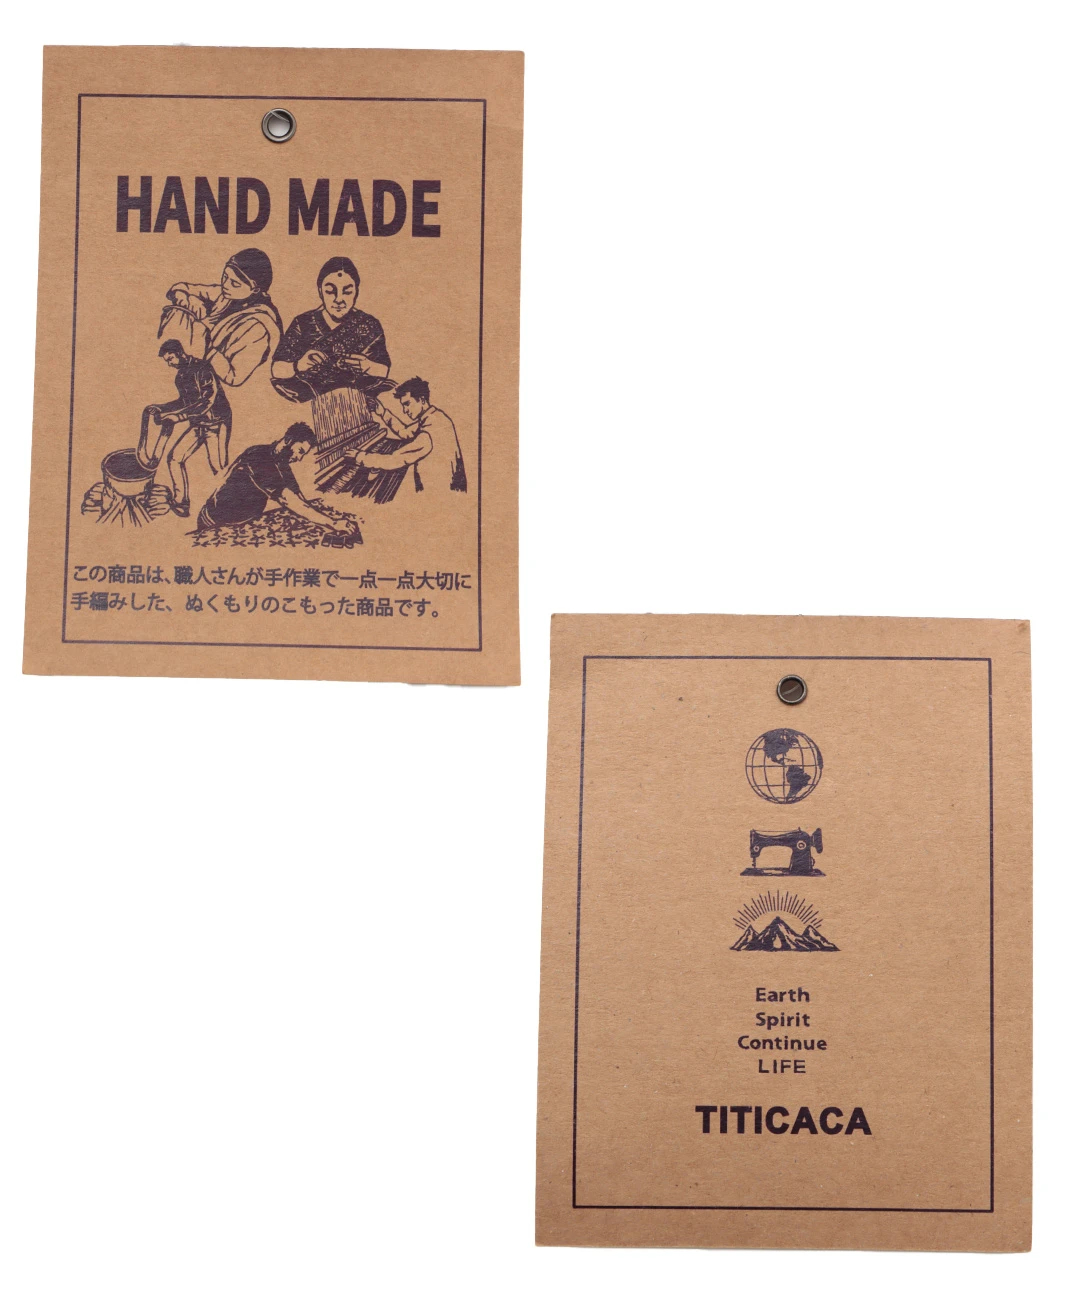 HAND MADE
この商品は、職人さんが手作業で一点一点大切に
手編みした、ぬくもりのこもった商品です。
Earth
Spirit
Continue
LIFE
TITICACA